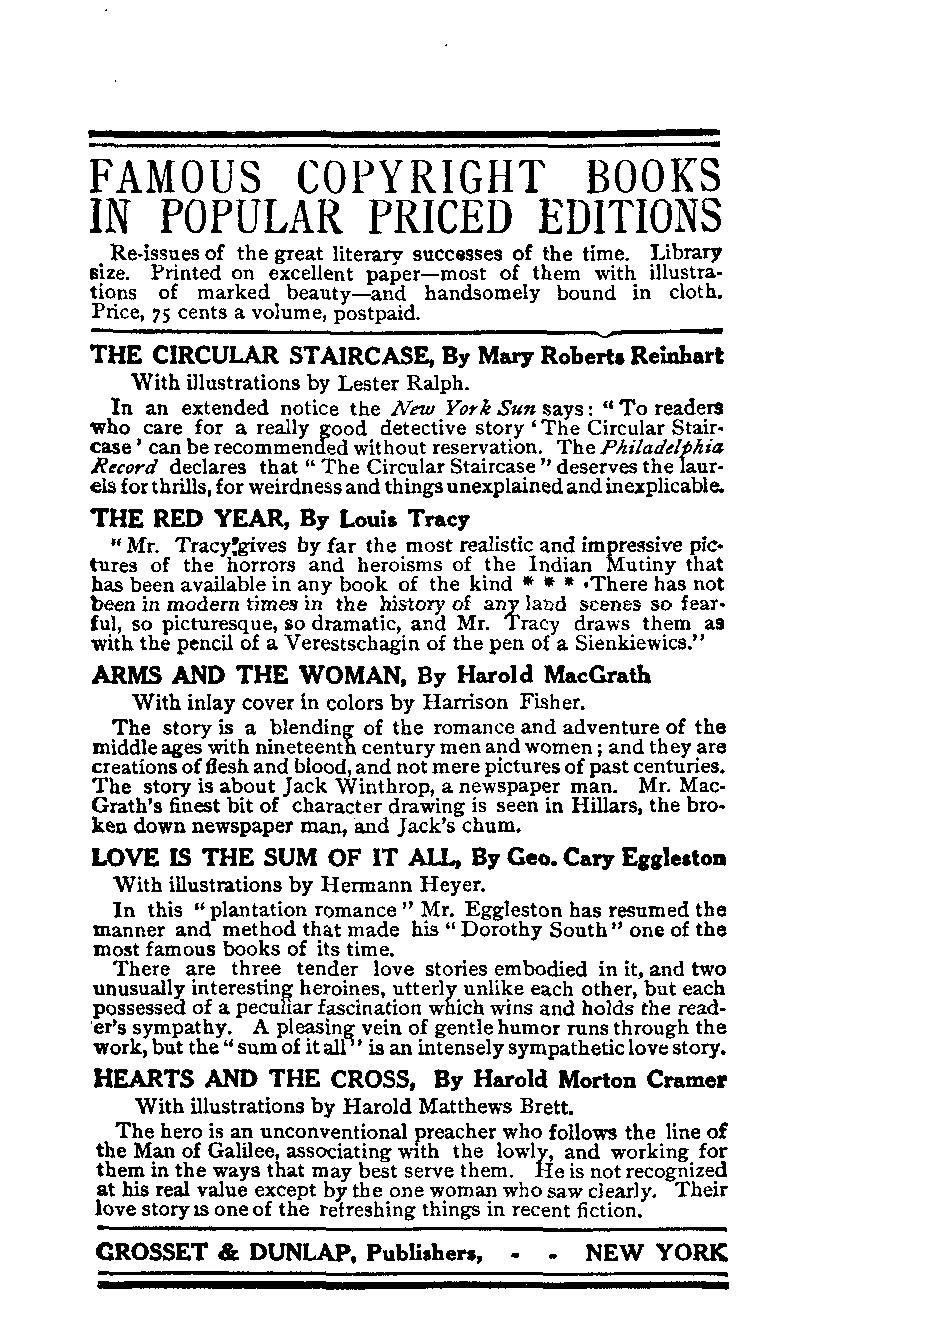 FAMOUS COPYRIGHT BOOKS
IN POPULAR PRICED EDITIONS
Re-issues of the great literary successes of the time. Library
size. Printed on excellent paper—most of them with illustra-
tions of marked beauty—and handsomely bound in cloth.
Price, 75 cents a volume, postpaid.
THE CIRCULAR STAIRCASE, By Mary Roberts Reinhart
With illustrations by Lester Ralph.
In an extended notice the New York Sun says: “To readers
who care for a really good detective story ‘The Circular Stair-
case’ can be recommended without reservation. The Philadelphia
Record declares that “The Circular Staircase” deserves the laur-
els for thrills, for weirdness and things unexplained and inexplicable.
THE RED YEAR, By Louis Tracy
“Mr. Tracy gives by far the most realistic and impressive pic-
tures of the horrors and heroisms of the Indian Mutiny that
has been available in any book of the kind * * * There has not
been in modern times in the history of any land scenes so fear-
ful, so picturesque, so dramatic, and Mr. Tracy draws them as
with the pencil of a Verestschagin of the pen of a Sienkiewics.”
ARMS AND THE WOMAN, By Harold MacGrath
With inlay cover in colors by Harrison Fisher.
The story is a blending of the romance and adventure of the
middle ages with nineteenth century men and women; and they are
creations of flesh and blood, and not mere pictures of past centuries.
The story is about Jack Winthrop, a newspaper man. Mr. Mac-
Grath's finest bit of character drawing is seen in Hillars, the bro-
ken down newspaper man, and Jack's chum.
LOVE IS THE SUM OF IT ALL, By Geo. Cary Eggleston
With illustrations by Hermann Heyer.
In this “plantation romance” Mr. Eggleston has resumed the
manner and method that made his “Dorothy South” one of the
most famous books of its time.
There are three tender love stories embodied in it, and two
unusually interesting heroines, utterly unlike each other, but each
possessed of a peculiar fascination which wins and holds the read-
er's sympathy. A pleasing vein of gentle humor runs through the
work, but the “sum of it all” is an intensely sympathetic love story.
HEARTS AND THE CROSS, By Harold Morton Cramer
With illustrations by Harold Matthews Brett.
The hero is an unconventional preacher who follows the line of
the Man of Galilee, associating with the lowly, and working for
them in the ways that may best serve them. He is not recognized
at his real value except by the one woman who saw clearly. Their
love story is one of the refreshing things in recent fiction.
GROSSET & DUNLAP, Publishers, - - NEW YORK